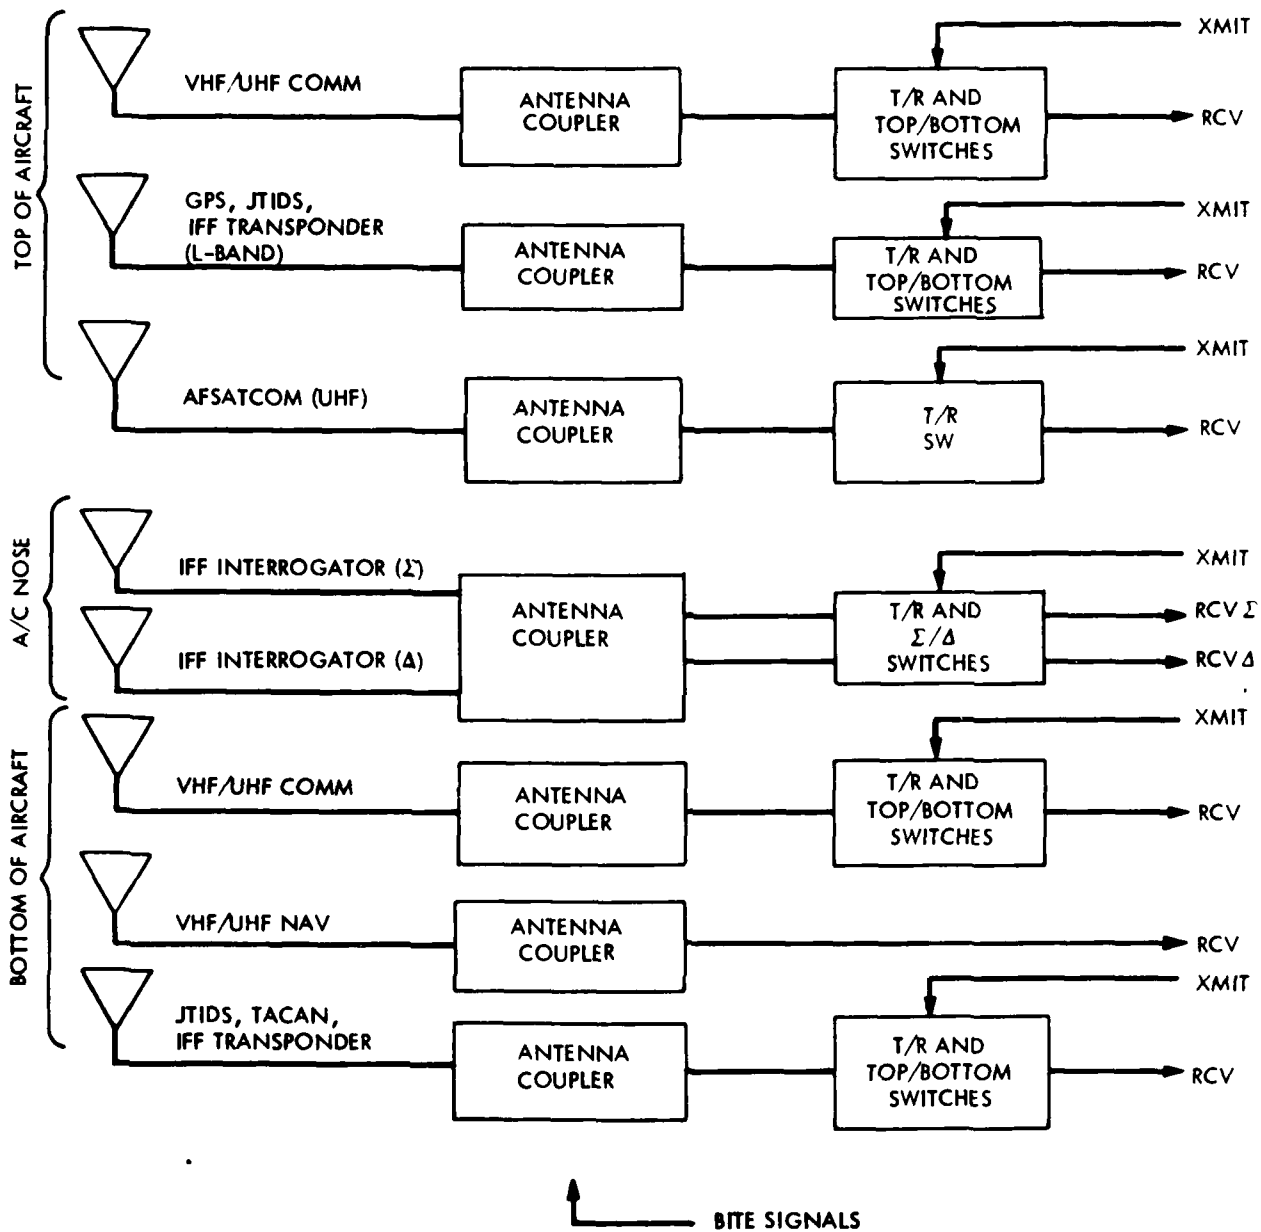 TOP OF AIRCRAFT
VHF/UHF COMM
ANTENNA
COUPLER
T/R AND
TOP/BOTTOM
SWITCHES
XMIT
RCV
GPS, JTIDS,
IFF TRANSPONDER
(L-BAND)
ANTENNA
COUPLER
T/R AND
TOP/BOTTOM
SWITCHES
XMIT
RCV
AFSATCOM (UHF)
ANTENNA
COUPLER
T/R
SW
XMIT
RCV
A/C NOSE
IFF INTERROGATOR (Σ)
IFF INTERROGATOR (Δ)
ANTENNA
COUPLER
T/R AND
Σ/Δ
SWITCHES
XMIT
RCV Σ
RCV Δ
BOTTOM OF AIRCRAFT
VHF/UHF COMM
ANTENNA
COUPLER
T/R AND
TOP/BOTTOM
SWITCHES
XMIT
RCV
VHF/UHF NAV
ANTENNA
COUPLER
RCV
JTIDS, TACAN,
IFF TRANSPONDER
ANTENNA
COUPLER
T/R AND
TOP/BOTTOM
SWITCHES
XMIT
RCV
BITE SIGNALS